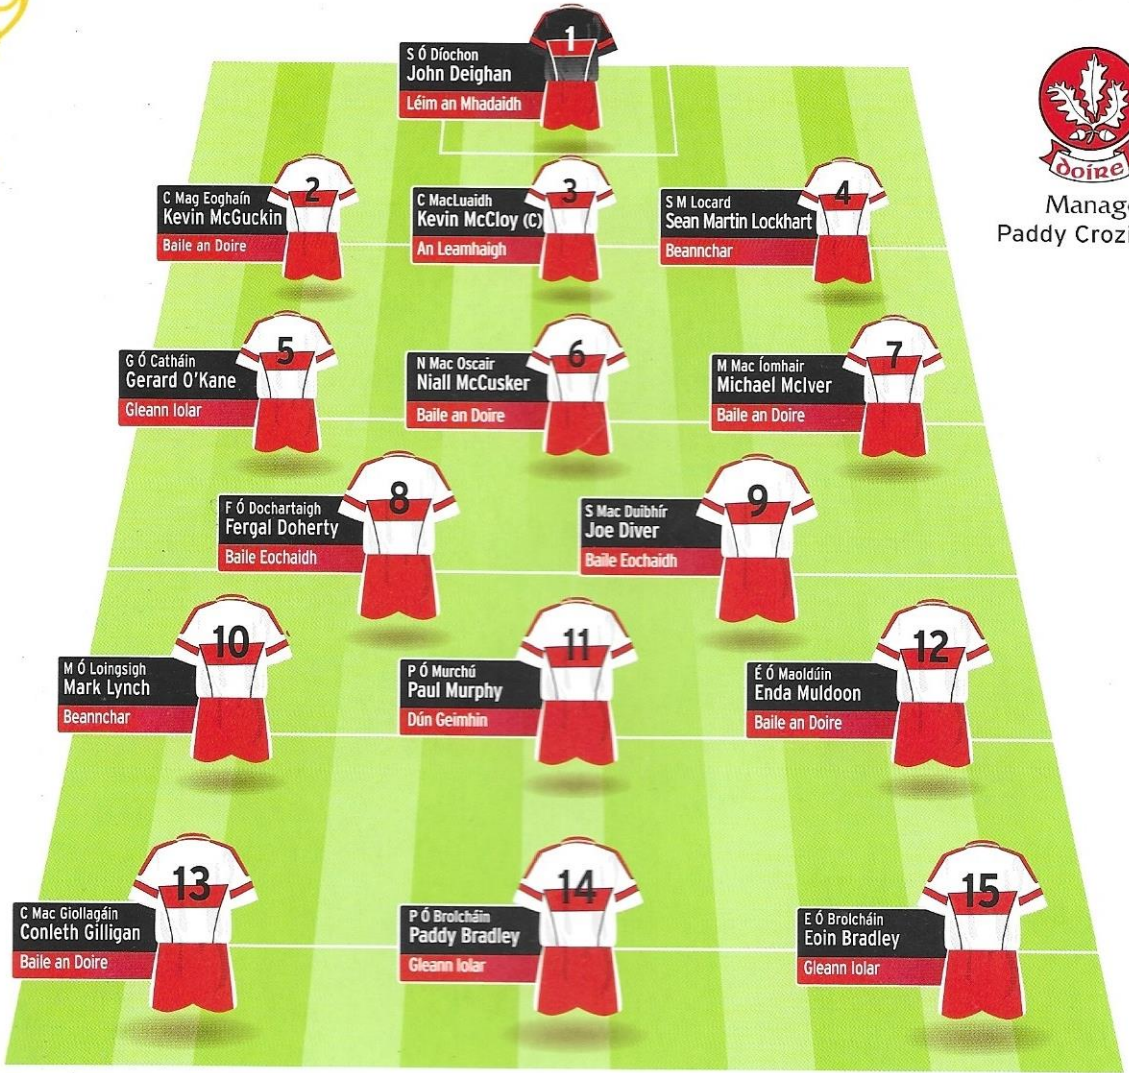 1
S Ó Díochon
John Deighan
Léim an Mhadaidh
doire
Manag
Paddy Crozi
2
C Mag Eoghaín
Kevin McGuckin
Baile an Doire
3
C MacLuaidh
Kevin McCloy (C)
An Leamhaigh
4
S M Locard
Sean Martin Lockhart
Beannchar
5
G Ó Catháin
Gerard O'Kane
Gleann Iolar
6
N Mac Oscair
Niall McCusker
Baile an Doire
7
M Mac Íomhair
Michael McIver
Baile an Doire
8
F Ó Dochartaigh
Fergal Doherty
Baile Eochaidh
9
S Mac Duibhír
Joe Diver
Baile Eochaidh
10
M Ó Loingsigh
Mark Lynch
Beannchar
11
P Ó Murchú
Paul Murphy
Dún Geimhin
12
É Ó Maoldúin
Enda Muldoon
Baile an Doire
13
C Mac Giollagáin
Conleth Gilligan
Baile an Doire
14
P Ó Brolcháin
Paddy Bradley
Gleann Iolar
15
E Ó Brolcháin
Eoin Bradley
Gleann Iolar